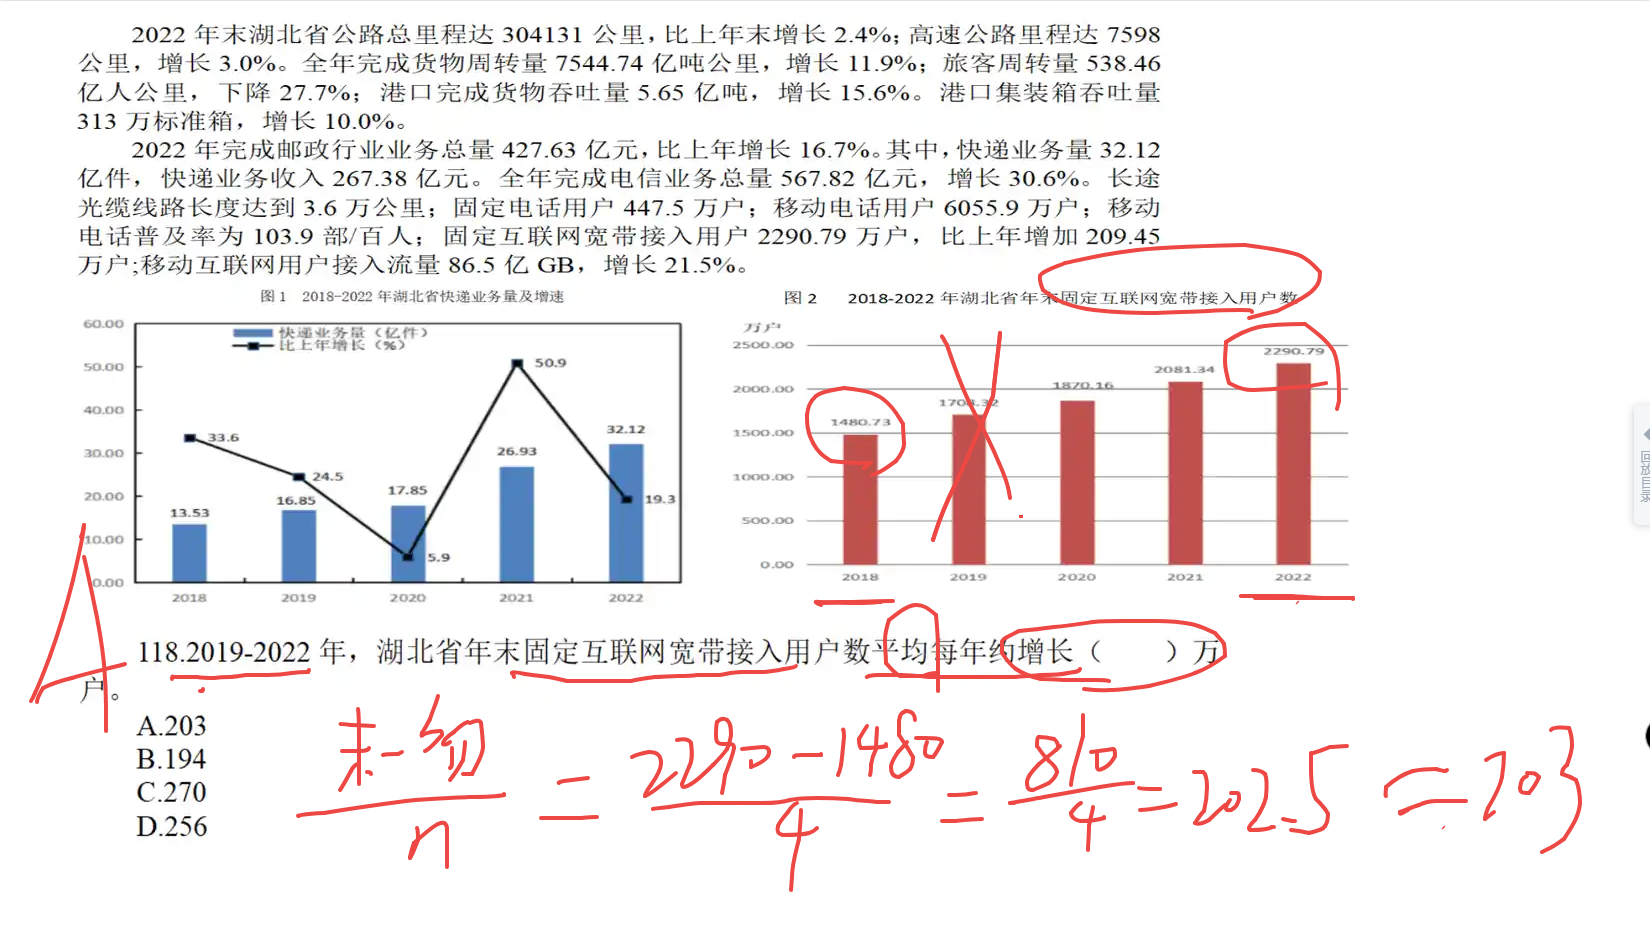 2022 年末湖北省公路总里程达 304131 公里，比上年末增长 2.4%；高速公路里程达 7598
公里，增长 3.0%。全年完成货物周转量 7544.74 亿吨公里，增长 11.9%；旅客周转量 538.46
亿人公里，下降 27.7%；港口完成货物吞吐量 5.65 亿吨，增长 15.6%。港口集装箱吞吐量
313 万标准箱，增长 10.0%。
2022 年完成邮政行业业务总量 427.63 亿元，比上年增长 16.7%。其中，快递业务量 32.12
亿件，快递业务收入 267.38 亿元。全年完成电信业务总量 567.82 亿元，增长 30.6%。长途
光缆线路长度达到 3.6 万公里；固定电话用户 447.5 万户；移动电话用户 6055.9 万户；移动
电话普及率为 103.9 部/百人；固定互联网宽带接入用户 2290.79 万户，比上年增加 209.45
万户;移动互联网用户接入流量 86.5 亿 GB，增长 21.5%。
图 1 2018-2022 年湖北省快递业务量及增速
60.00
50.00
40.00
30.00
20.00
10.00
0.00
快递业务量（亿件）
比上年增长（%）
33.6
24.5
5.9
50.9
19.3
13.53
16.85
17.85
26.93
32.12
2018 2019 2020 2021 2022
图 2 2018-2022 年湖北省年末固定互联网宽带接入用户数
万户
2500.00
2000.00
1500.00
1000.00
500.00
0.00
1480.73
1870.16
2081.34
2290.79
2018 2019 2020 2021 2022
回放目录
A
118.2019-2022 年，湖北省年末固定互联网宽带接入用户数平均每年约增长（ ）万
户。
A.203
B.194
C.270
D.256
末-初/n = 2290-1480/4 = 810/4 = 202.5 ≈ 203